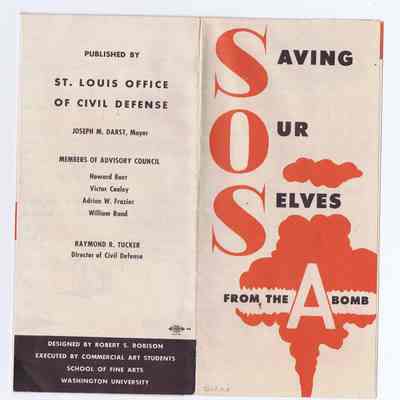 PUBLISHED BY
ST. LOUIS OFFICE
OF CIVIL DEFENSE
JOSEPH M. DARST, Mayor
MEMBERS OF ADVISORY COUNCIL
Howard Baer
Victor Cooley
Adrian W. Frazier
William Band
RAYMOND R. TUCKER
Director of Civil Defense
DESIGNED BY ROBERT S. ROBISON
EXECUTED BY COMMERCIAL ART STUDENTS
SCHOOL OF FINE ARTS
WASHINGTON UNIVERSITY
SAVING
OUR
SELVES
FROM THE A BOMB